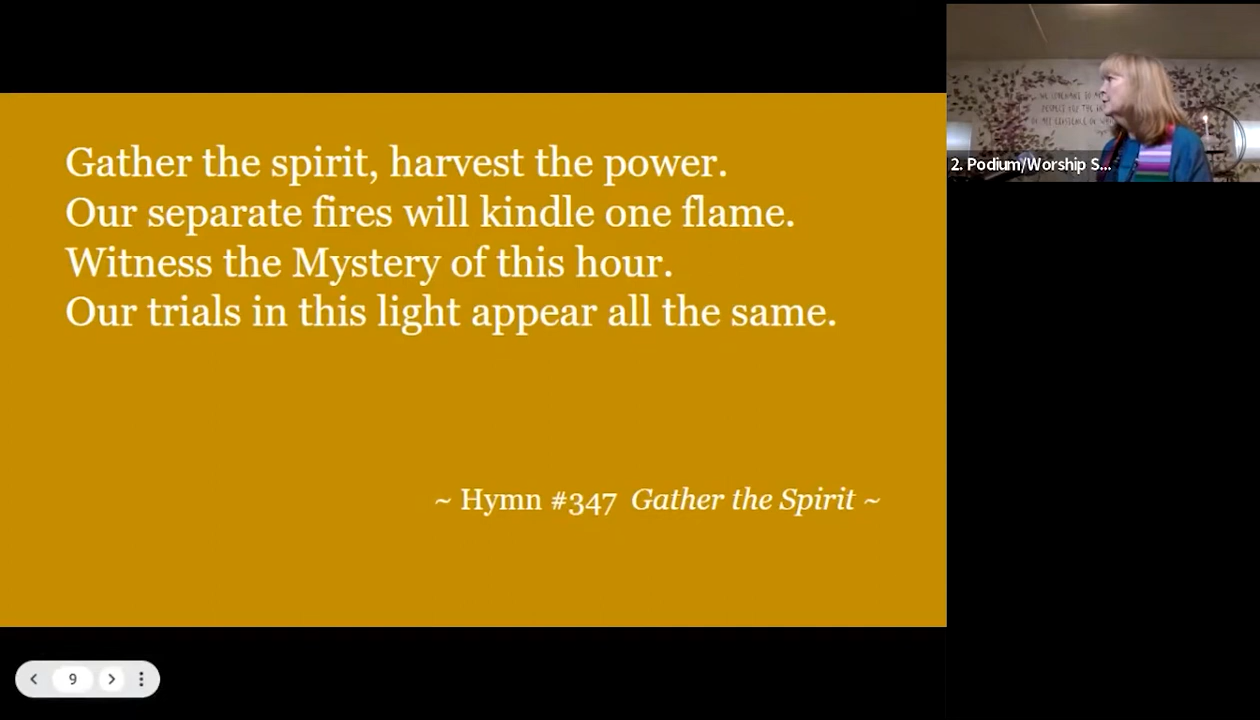 Gather the spirit, harvest the power.
Our separate fires will kindle one flame.
Witness the Mystery of this hour.
Our trials in this light appear all the same.
~ Hymn #347 Gather the Spirit ~
2. Podium/Worship S...
9